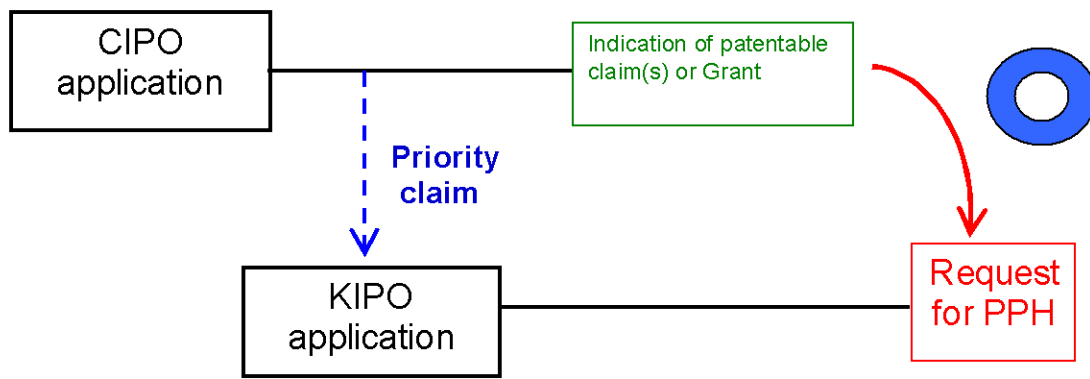 CIPO
application
Indication of patentable
claim(s) or Grant
Priority
claim
KIPO
application
Request
for PPH